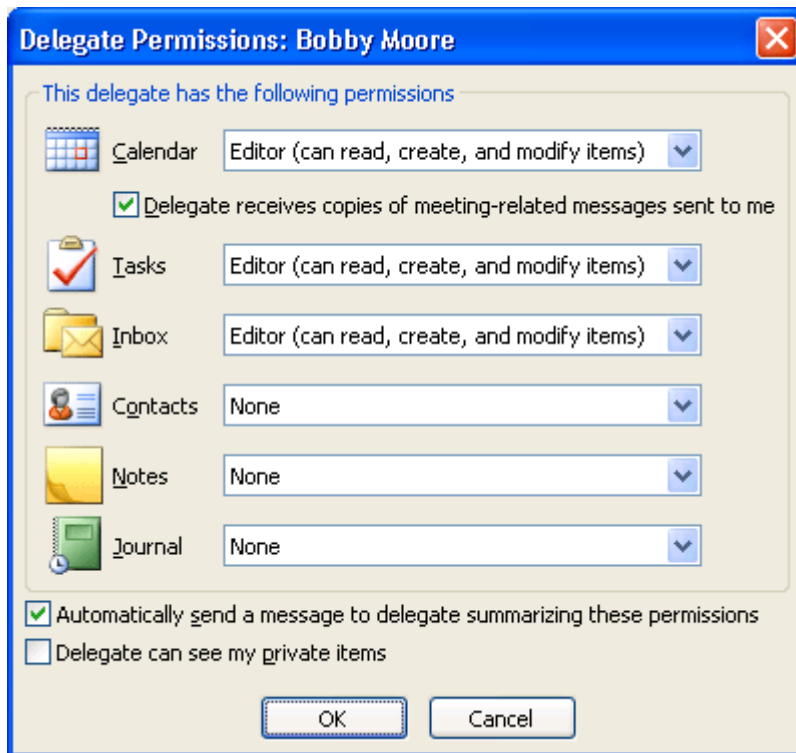 Delegate Permissions: Bobby Moore
This delegate has the following permissions
Calendar Editor (can read, create, and modify items)
Delegate receives copies of meeting-related messages sent to me
Tasks Editor (can read, create, and modify items)
Inbox Editor (can read, create, and modify items)
Contacts None
Notes None
Journal None
Automatically send a message to delegate summarizing these permissions
Delegate can see my private items
OK Cancel